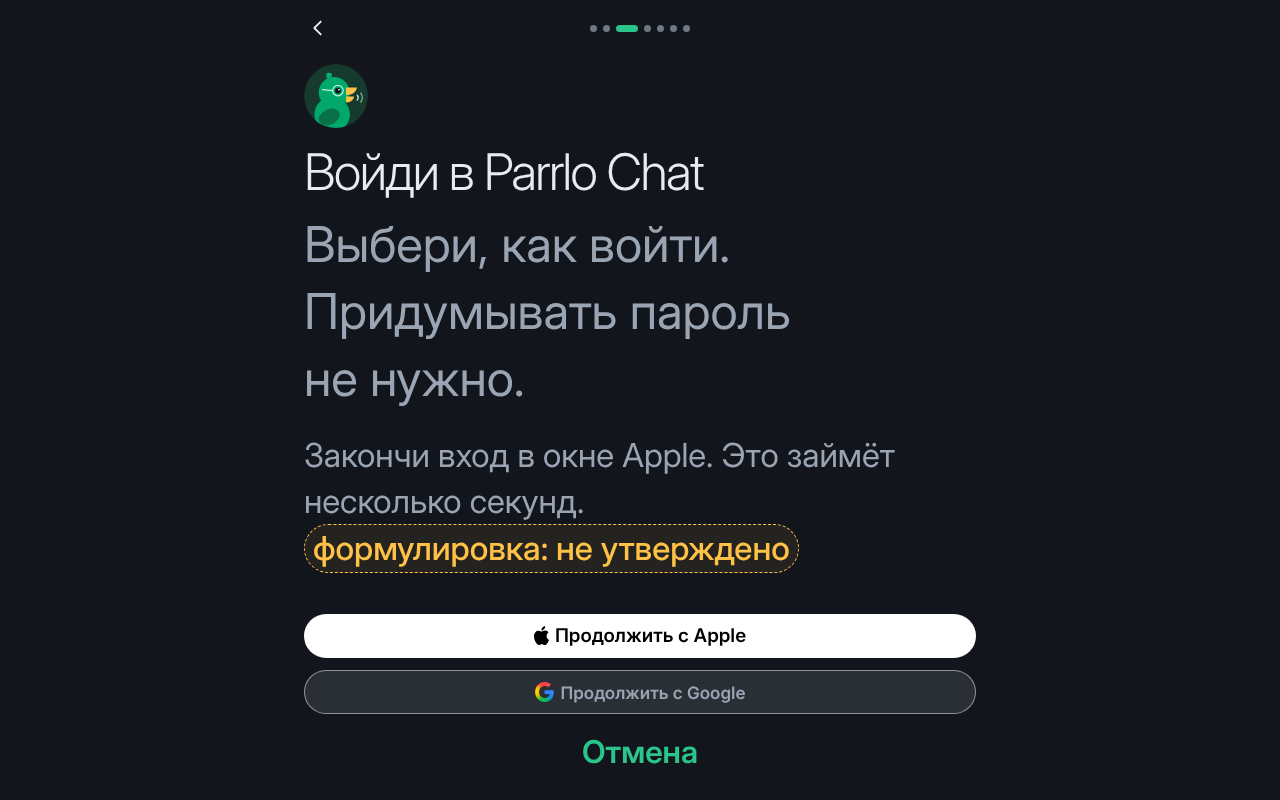 Войди в Parrlo Chat
Выбери, как войти.
Придумывать пароль
не нужно.
Закончи вход в окне Apple. Это займёт
несколько секунд.
формулировка: не утверждено
Продолжить с Apple
Продолжить с Google
Отмена